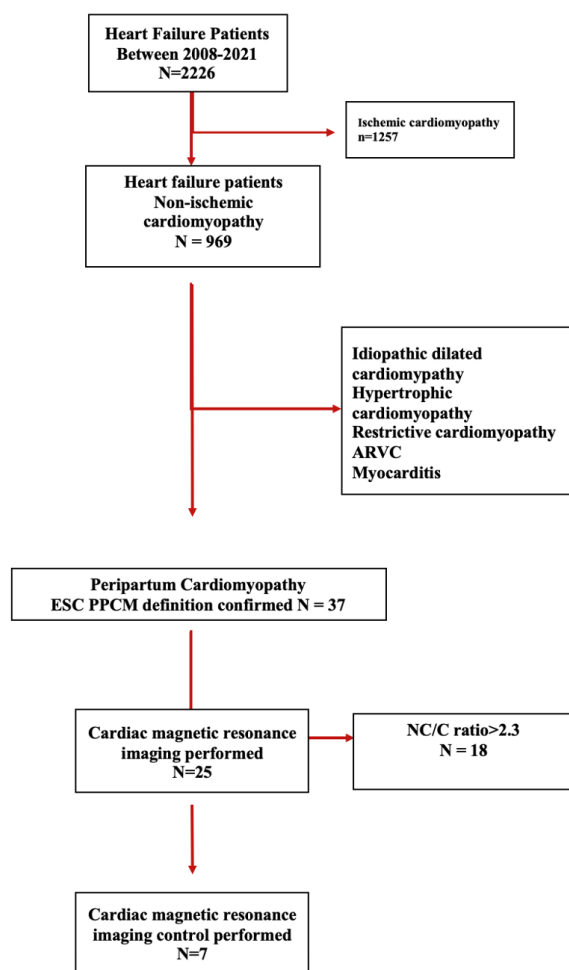 Heart Failure Patients
Between 2008-2021
N=2226
Ischemic cardiomyopathy
n=1257
Heart failure patients
Non-ischemic
cardiomyopathy
N = 969
Idiopathic dilated
cardiomypathy
Hypertrophic
cardiomyopathy
Restrictive cardiomyopathy
ARVC
Myocarditis
Peripartum Cardiomyopathy
ESC PPCM definition confirmed N = 37
Cardiac magnetic resonance
imaging performed
N=25
NC/C ratio>2.3
N = 18
Cardiac magnetic resonance
imaging control performed
N=7